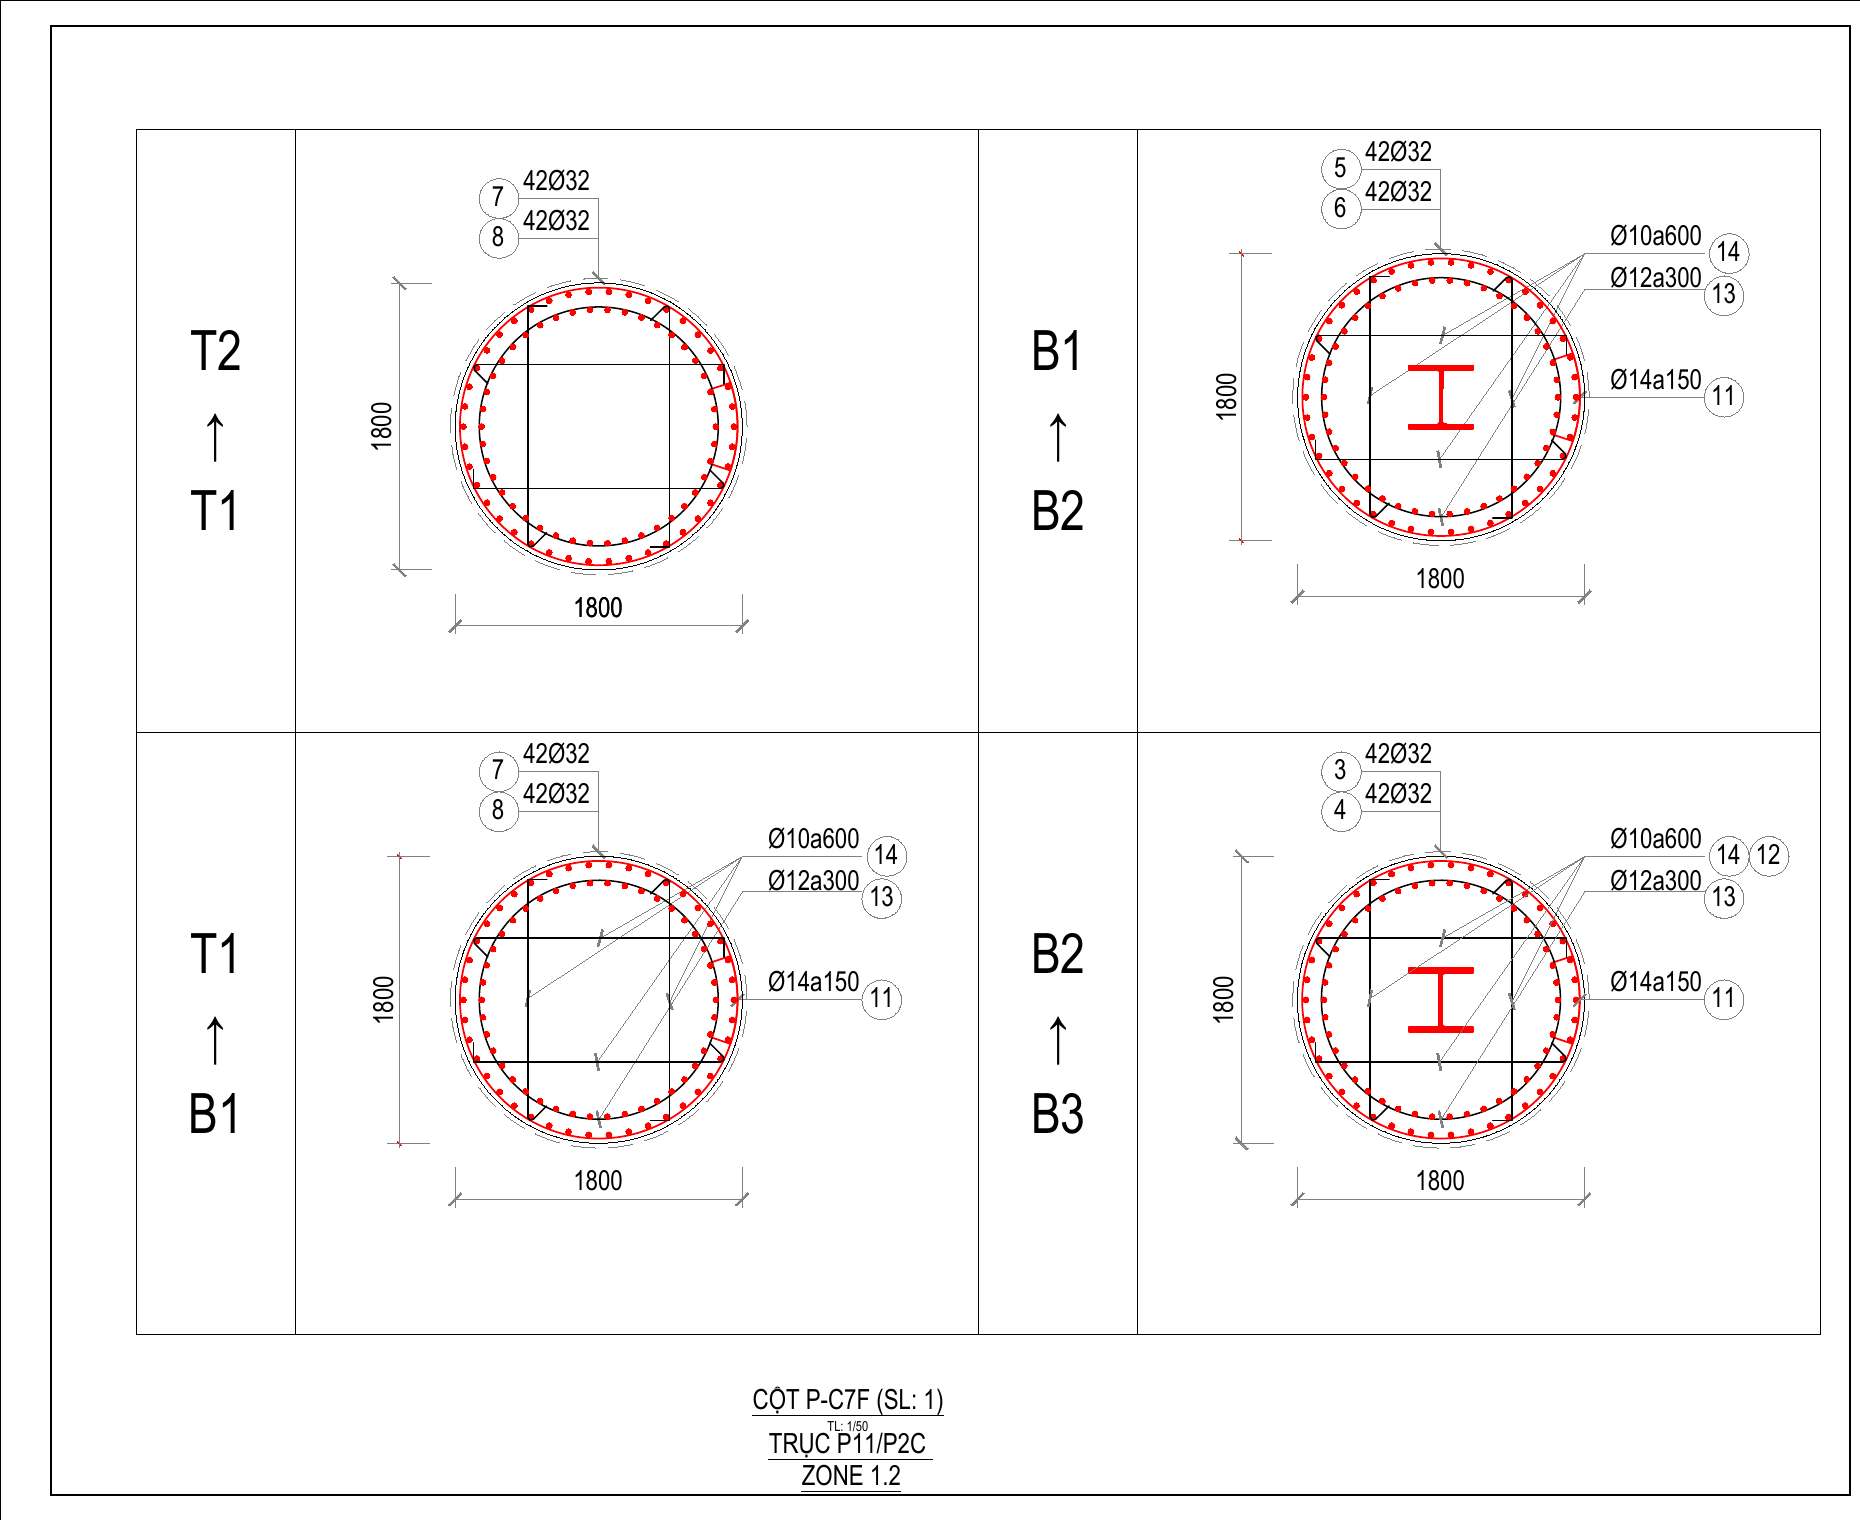 T2
↑
T1
7 42Ø32
8 42Ø32
1800
1800
B1
↑
B2
5 42Ø32
6 42Ø32
Ø10a600 14
Ø12a300 13
Ø14a150 11
1800
1800
T1
↑
B1
7 42Ø32
8 42Ø32
Ø10a600 14
Ø12a300 13
Ø14a150 11
1800
1800
B2
↑
B3
3 42Ø32
4 42Ø32
Ø10a600 14 12
Ø12a300 13
Ø14a150 11
1800
1800
CỘT P-C7F (SL: 1)
TL: 1/50
TRỤC P11/P2C
ZONE 1.2